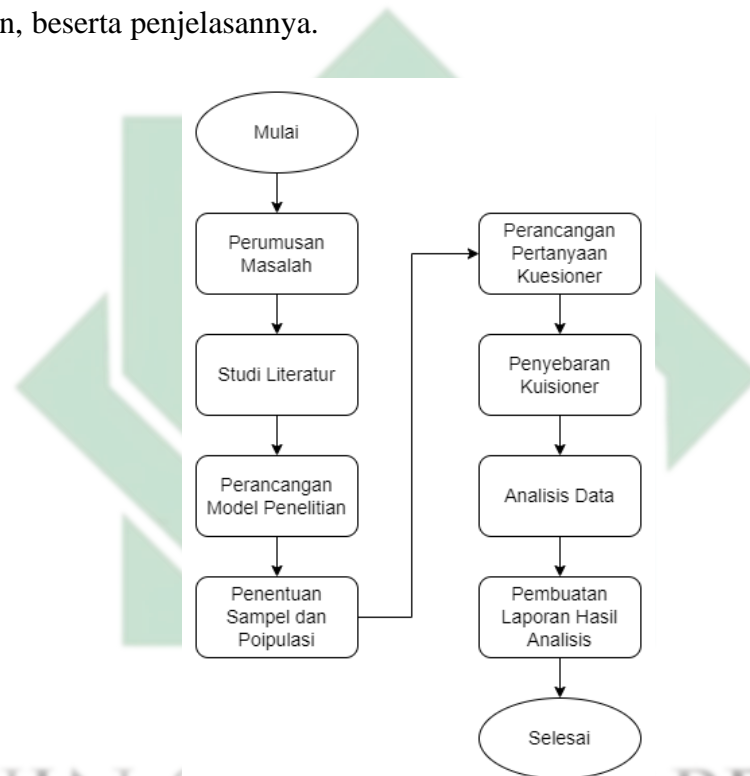 n, beserta penjelasannya.
Mulai
Perumusan
Masalah
Studi Literatur
Perancangan
Model Penelitian
Penentuan
Sampel dan
Poipulasi
Perancangan
Pertanyaan
Kuesioner
Penyebaran
Kuisioner
Analisis Data
Pembuatan
Laporan Hasil
Analisis
Selesai